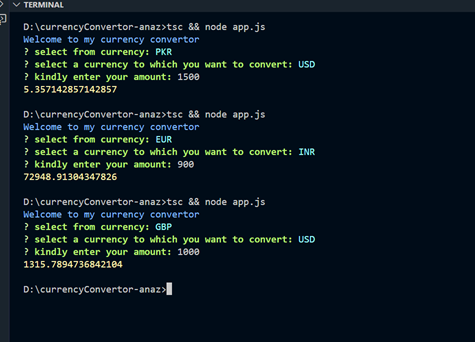 TERMINAL
D:\currencyConvertor-anaz>tsc && node app.js
Welcome to my currency convertor
? select from currency: PKR
? select a currency to which you want to convert: USD
? kindly enter your amount: 1500
5.357142857142857
D:\currencyConvertor-anaz>tsc && node app.js
Welcome to my currency convertor
? select from currency: EUR
? select a currency to which you want to convert: INR
? kindly enter your amount: 900
72948.91304347826
D:\currencyConvertor-anaz>tsc && node app.js
Welcome to my currency convertor
? select from currency: GBP
? select a currency to which you want to convert: USD
? kindly enter your amount: 1000
1315.7894736842104
D:\currencyConvertor-anaz>